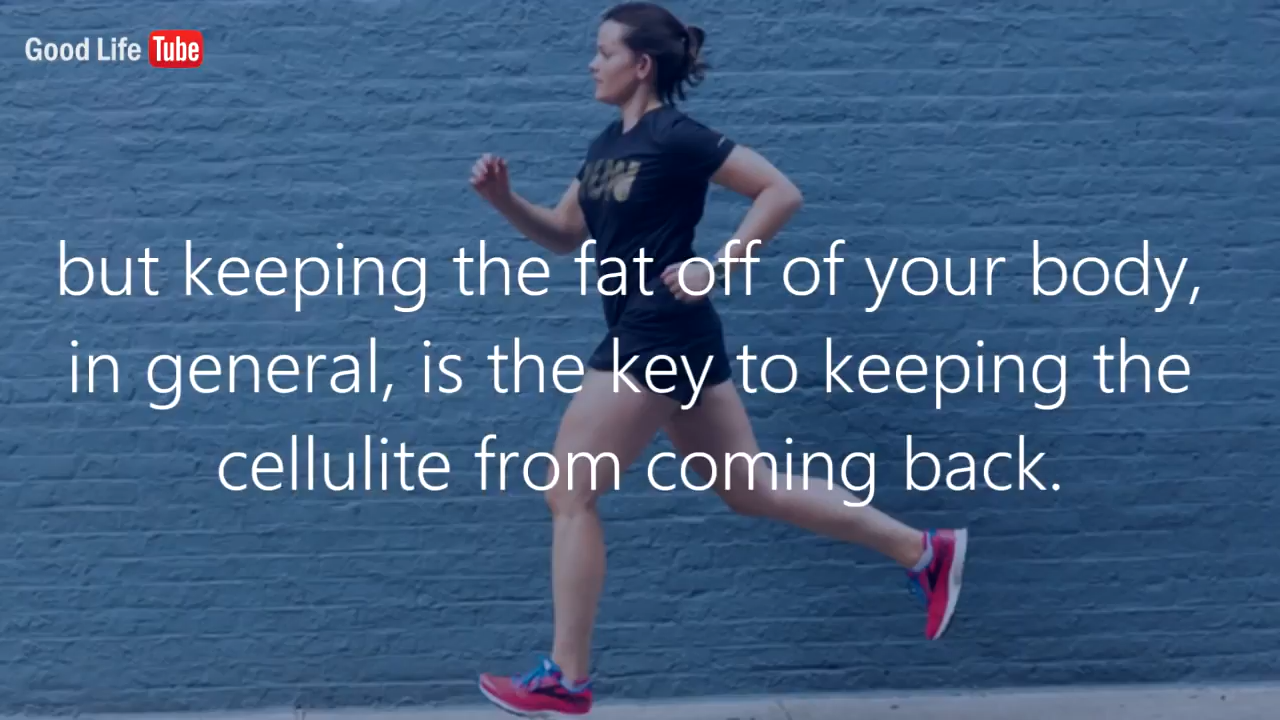 Good Life Tube
but keeping the fat off of your body,
in general, is the key to keeping the
cellulite from coming back.